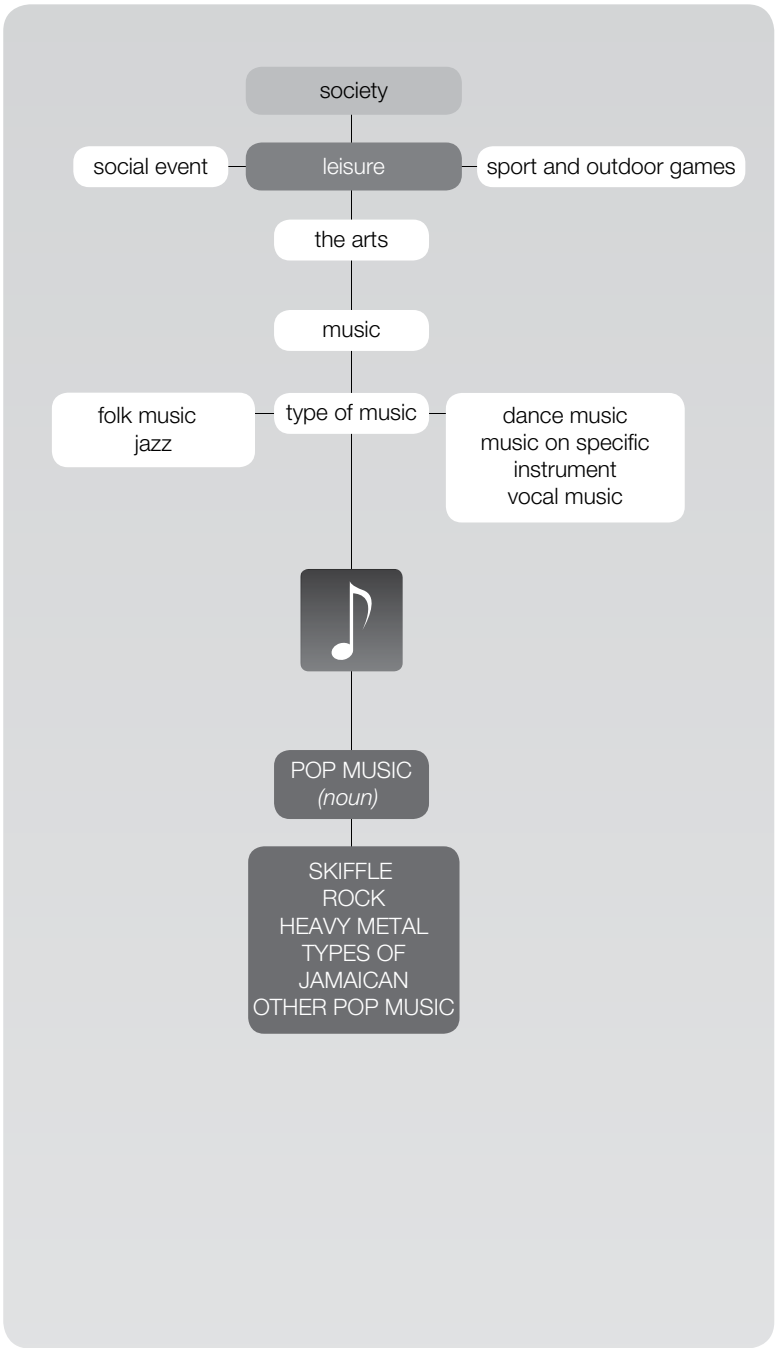 society
social event
leisure
sport and outdoor games
the arts
music
folk music
jazz
type of music
dance music
music on specific
instrument
vocal music
POP MUSIC
(noun)
SKIFFLE
ROCK
HEAVY METAL
TYPES OF
JAMAICAN
OTHER POP MUSIC